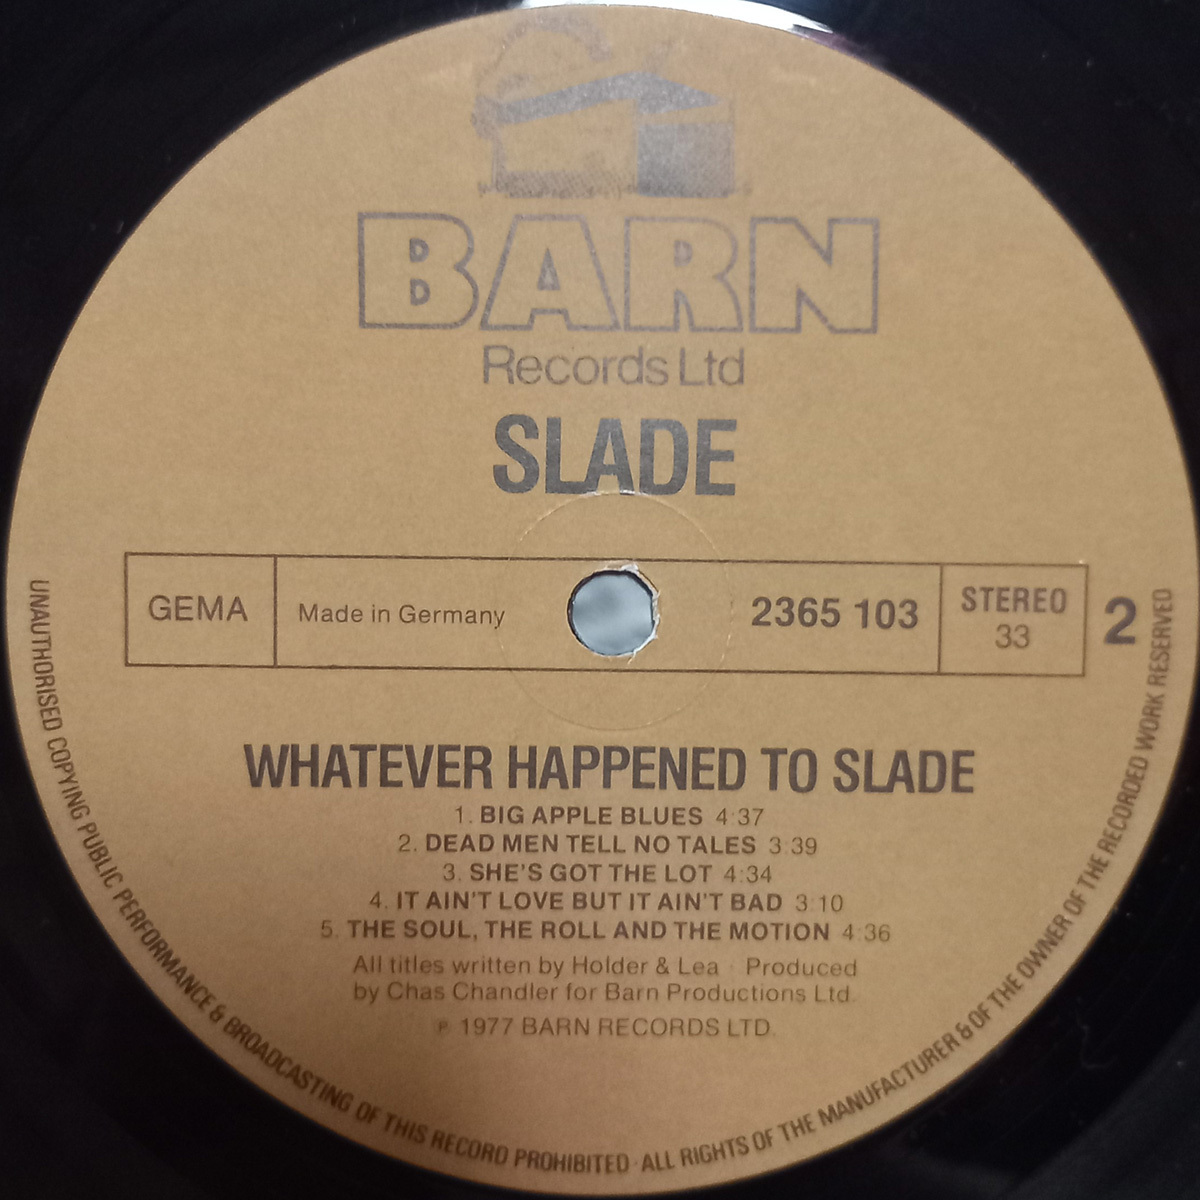 BARN
Records Ltd
SLADE
GEMA
Made in Germany
2365 103
STEREO
33
2
WHATEVER HAPPENED TO SLADE
1. BIG APPLE BLUES 4:37
2. DEAD MEN TELL NO TALES 3:39
3. SHE'S GOT THE LOT 4:34
4. IT AIN'T LOVE BUT IT AIN'T BAD 3:10
5. THE SOUL, THE ROLL AND THE MOTION 4:36
All titles written by Holder & Lea · Produced
by Chas Chandler for Barn Productions Ltd.
℗ 1977 BARN RECORDS LTD.
UNAUTHORISED COPYING PUBLIC PERFORMANCE & BROADCASTING OF THIS RECORD PROHIBITED · ALL RIGHTS OF THE MANUFACTURER & OF THE OWNER OF THE RECORDED WORK RESERVED